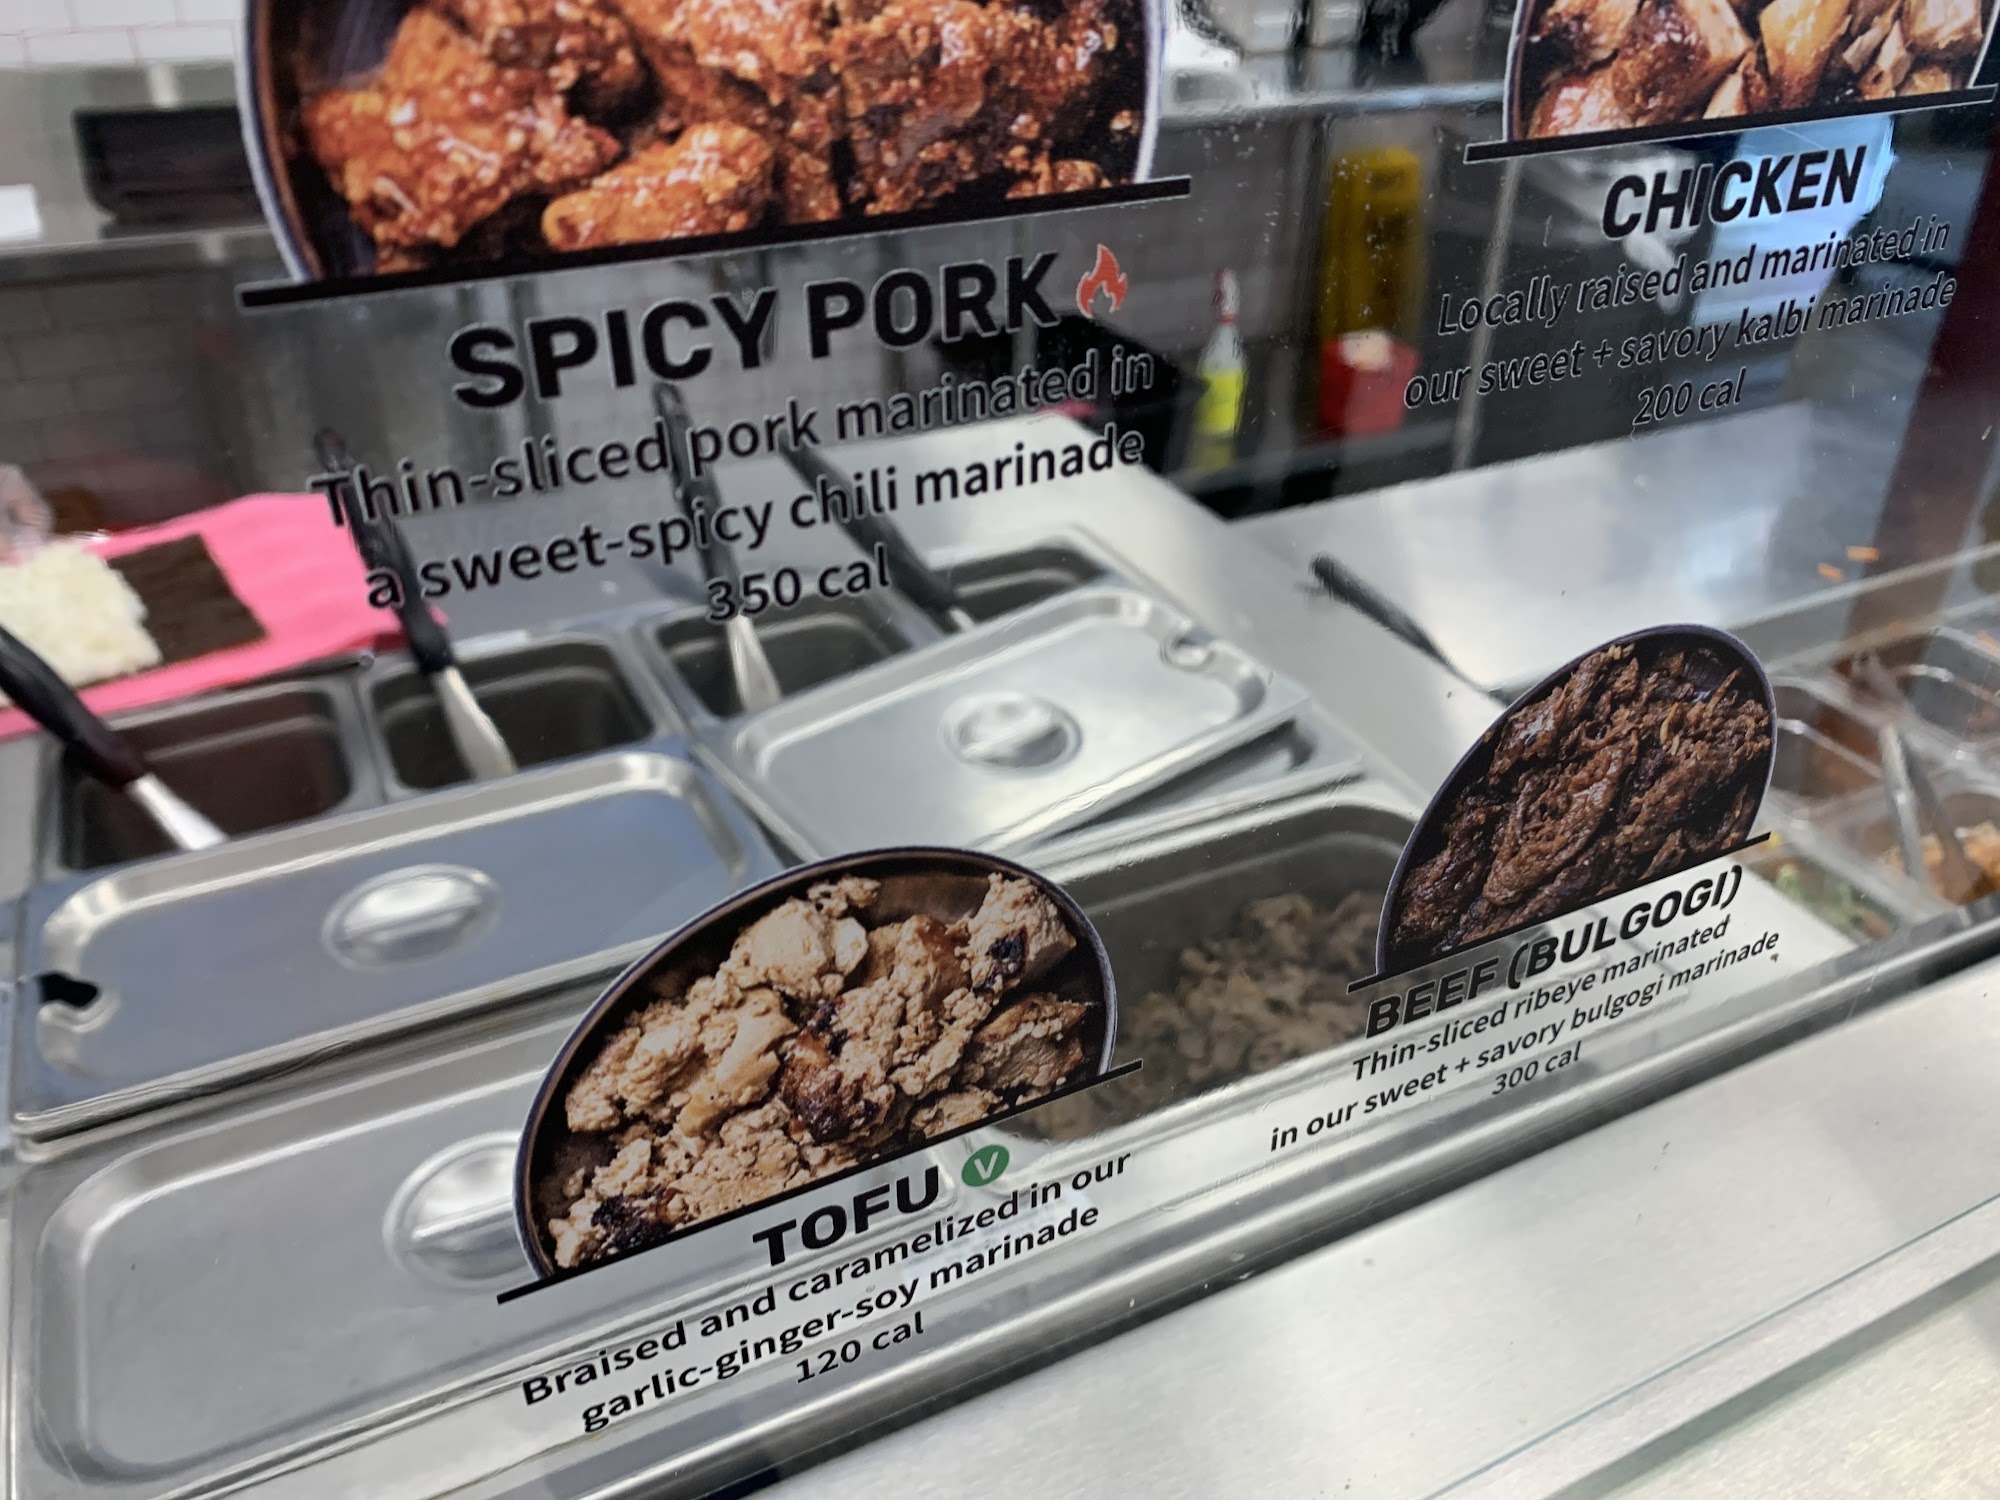 SPICY PORK
Thin-sliced pork marinated in
a sweet-spicy chili marinade
350 cal
CHICKEN
Locally raised and marinated in
our sweet + savory kalbi marinade
200 cal
TOFU V
Braised and caramelized in our
garlic-ginger-soy marinade
120 cal
BEEF (BULGOGI)
Thin-sliced ribeye marinated
in our sweet + savory bulgogi marinade
300 cal